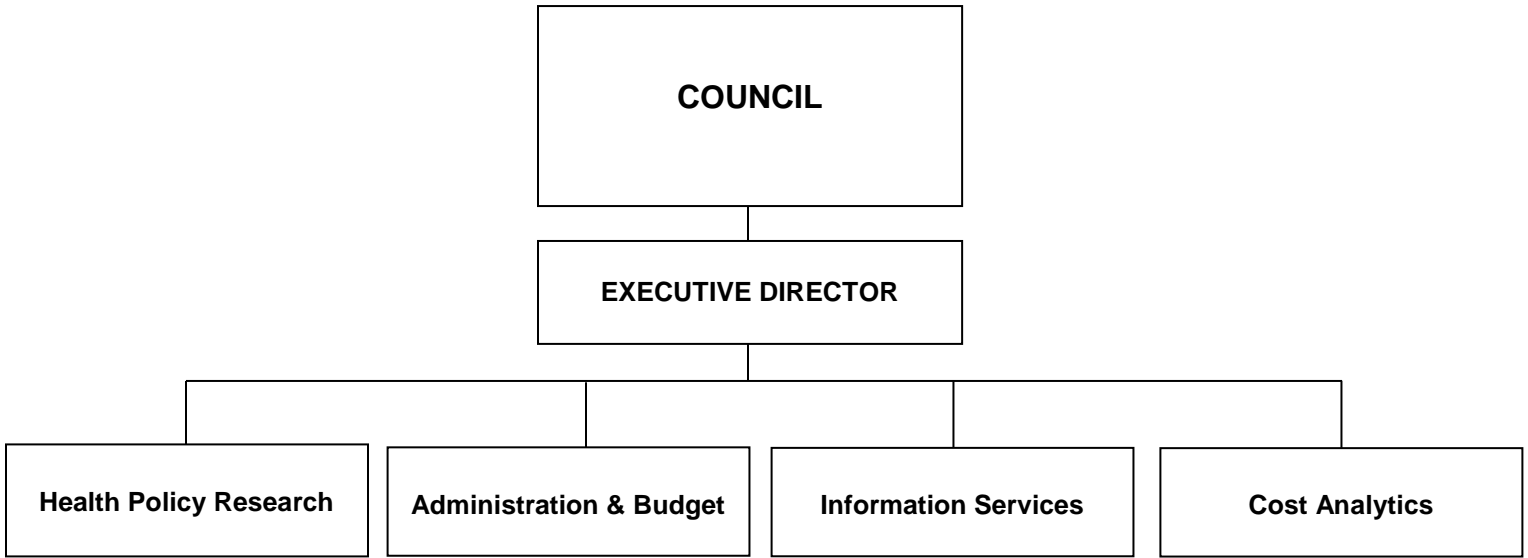 COUNCIL
EXECUTIVE DIRECTOR
Health Policy Research
Administration & Budget
Information Services
Cost Analytics